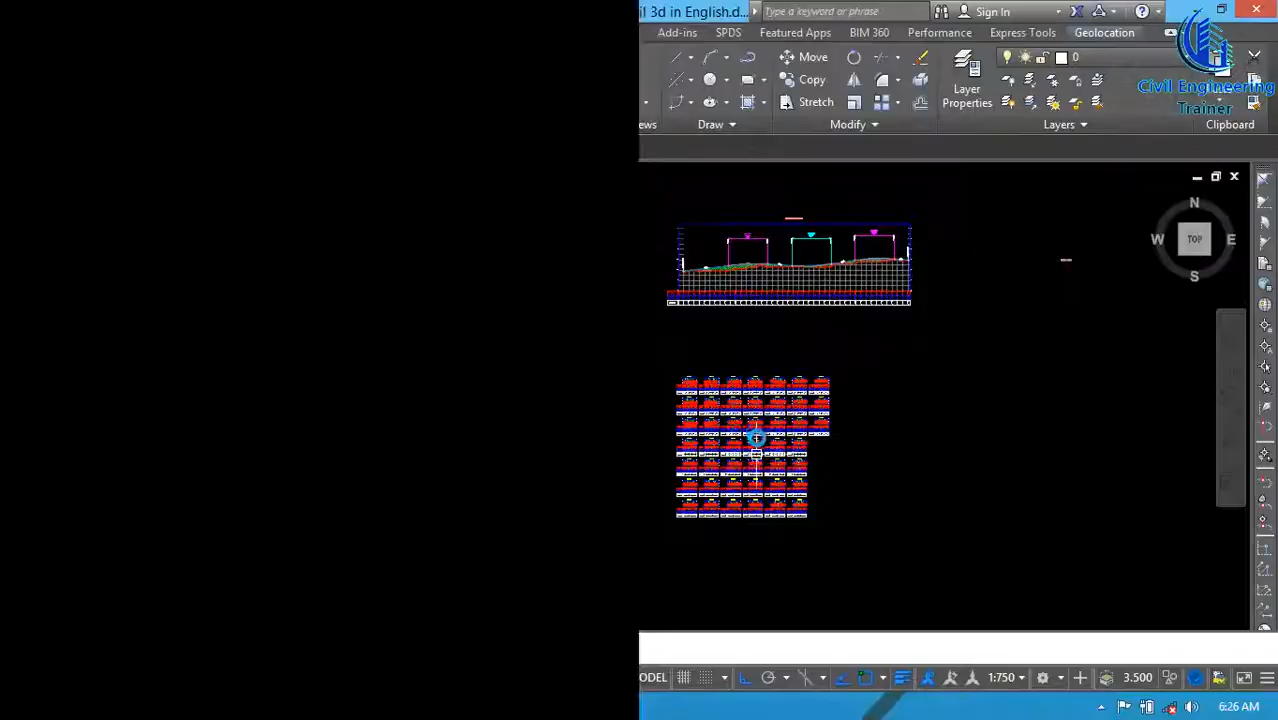 il 3d in English.d...
Type a keyword or phrase
Sign In
Add-ins SPDS Featured Apps BIM 360 Performance Express Tools Geolocation
Move
Copy
Stretch
Layer
Properties
0
ews Draw Modify Layers Clipboard
Civil Engineering
Trainer
N
W TOP E
S
ODEL 1:750 3.500
6:26 AM